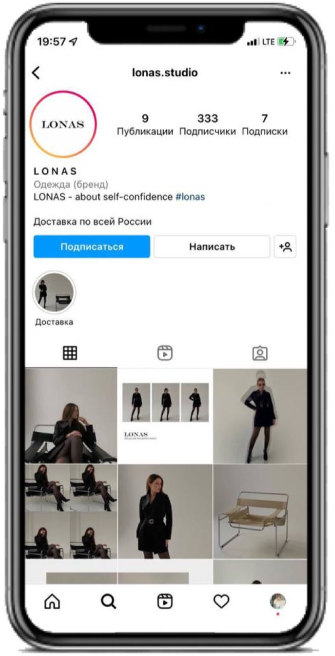 19:57
LTE
lonas.studio
LONAS
9 333 7
Публикации Подписчики Подписки
LONAS
Одежда (бренд)
LONAS - about self-confidence #lonas
Доставка по всей России
Подписаться Написать
Доставка
LONAS